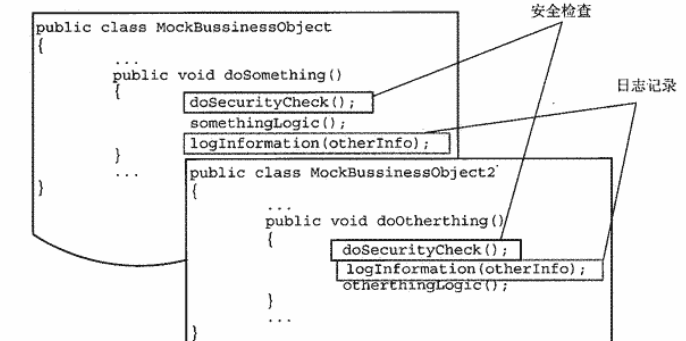 安全检查
public class MockBussinessObject
{
...
public void doSomething()
{
doSecurityCheck();
somethingLogic();
logInformation(otherInfo);
}
...
}
日志记录
public class MockBussinessObject2
{
...
public void doOtherthing()
{
doSecurityCheck();
logInformation(otherInfo);
otherthingLogic();
}
...
}